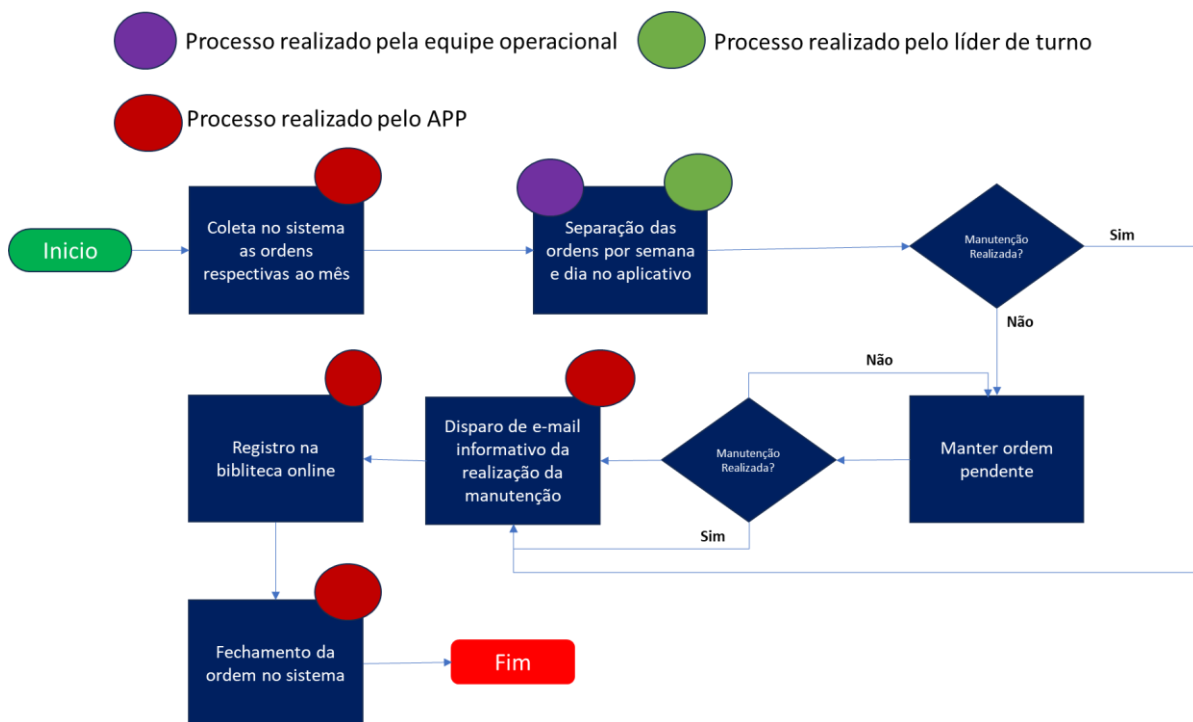 Processo realizado pela equipe operacional
Processo realizado pelo líder de turno
Processo realizado pelo APP
Inicio
Coleta no sistema
as ordens
respectivas ao mês
Separação das
ordens por semana
e dia no aplicativo
Manutenção
Realizada?
Sim
Não
Não
Registro na
bibliteca online
Disparo de e-mail
informativo da
realização da
manutenção
Manutenção
Realizada?
Manter ordem
pendente
Sim
Fechamento da
ordem no sistema
Fim